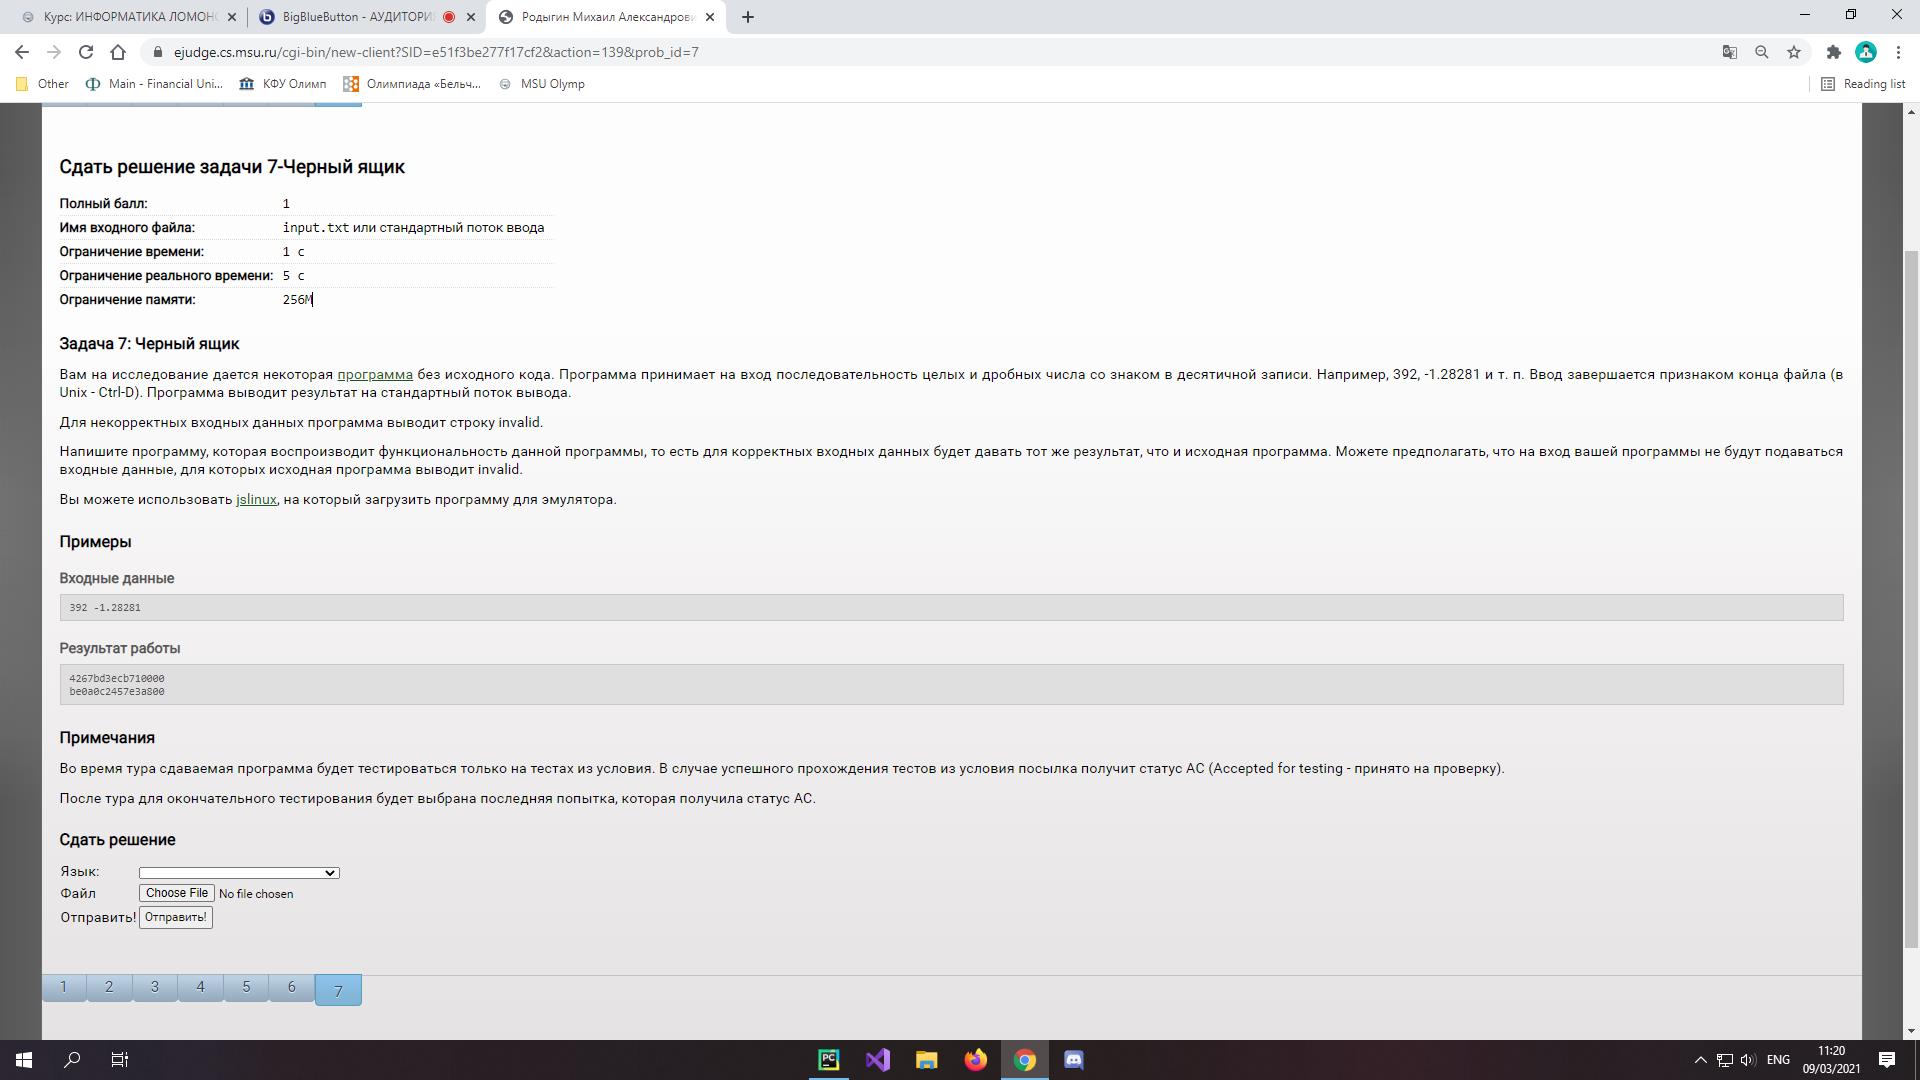 Курс: ИНФОРМАТИКА ЛОМОНО
BigBlueButton - АУДИТОРИЯ
Родыгин Михаил Александрови
ejudge.cs.msu.ru/cgi-bin/new-client?SID=e51f3be277f17cf2&action=139&prob_id=7
Other
Main - Financial Uni...
КФУ Олимп
Олимпиада «Бельч...
MSU Olymp
Reading list
Сдать решение задачи 7-Черный ящик
Полный балл: 1
Имя входного файла: input.txt или стандартный поток ввода
Ограничение времени: 1 с
Ограничение реального времени: 5 с
Ограничение памяти: 256M
Задача 7: Черный ящик
Вам на исследование дается некоторая программа без исходного кода. Программа принимает на вход последовательность целых и дробных числа со знаком в десятичной записи. Например, 392, -1.28281 и т. п. Ввод завершается признаком конца файла (в
Unix - Ctrl-D). Программа выводит результат на стандартный поток вывода.
Для некорректных входных данных программа выводит строку invalid.
Напишите программу, которая воспроизводит функциональность данной программы, то есть для корректных входных данных будет давать тот же результат, что и исходная программа. Можете предполагать, что на вход вашей программы не будут подаваться
входные данные, для которых исходная программа выводит invalid.
Вы можете использовать jslinux, на который загрузить программу для эмулятора.
Примеры
Входные данные
392 -1.28281
Результат работы
4267bd3ecb710000
be0a0c2457e3a800
Примечания
Во время тура сдаваемая программа будет тестироваться только на тестах из условия. В случае успешного прохождения тестов из условия посылка получит статус AC (Accepted for testing - принято на проверку).
После тура для окончательного тестирования будет выбрана последняя попытка, которая получила статус AC.
Сдать решение
Язык:
Файл Choose File No file chosen
Отправить! Отправить!
1 2 3 4 5 6 7
PC
ENG
11:20
09/03/2021